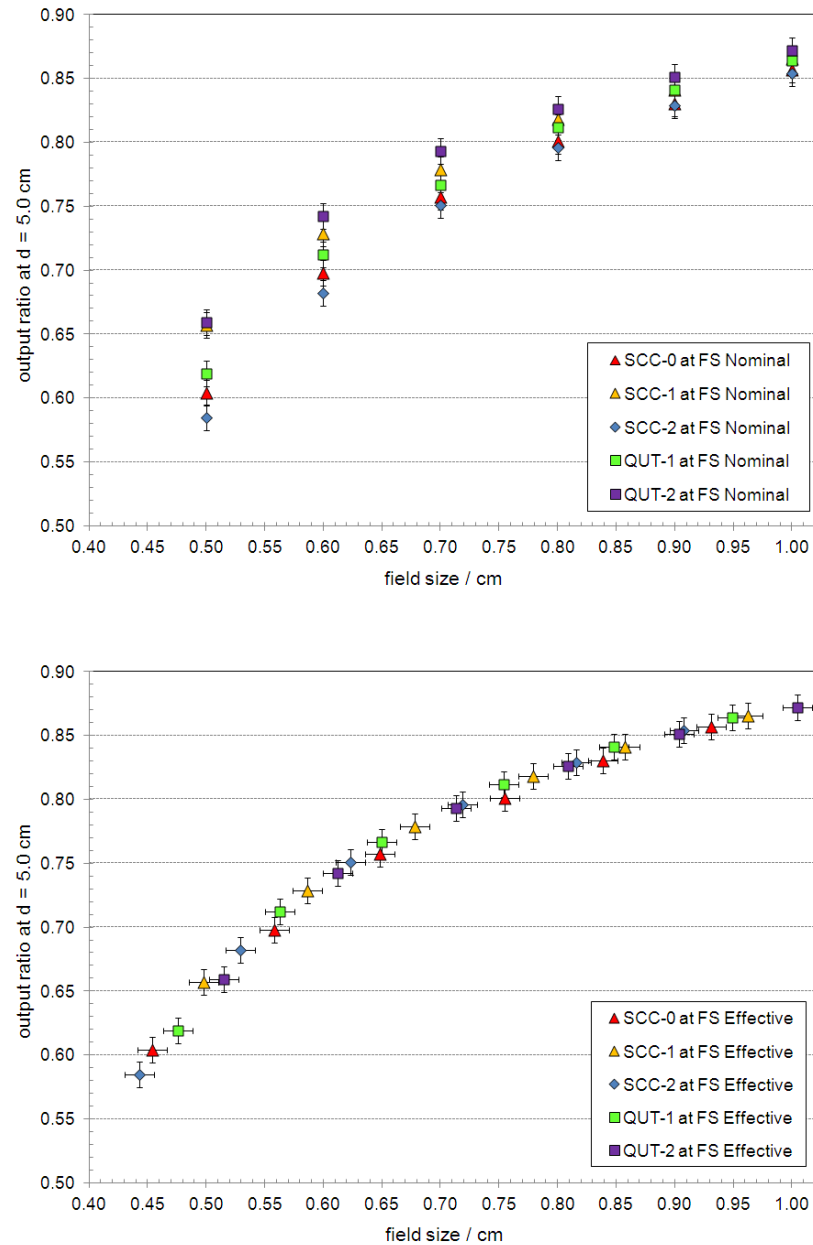 0.90
0.85
0.80
0.75
0.70
0.65
0.60
0.55
0.50
output ratio at d = 5.0 cm
SCC-0 at FS Nominal
SCC-1 at FS Nominal
SCC-2 at FS Nominal
QUT-1 at FS Nominal
QUT-2 at FS Nominal
0.40 0.45 0.50 0.55 0.60 0.65 0.70 0.75 0.80 0.85 0.90 0.95 1.00
field size / cm
0.90
0.85
0.80
0.75
0.70
0.65
0.60
0.55
0.50
output ratio at d = 5.0 cm
SCC-0 at FS Effective
SCC-1 at FS Effective
SCC-2 at FS Effective
QUT-1 at FS Effective
QUT-2 at FS Effective
0.40 0.45 0.50 0.55 0.60 0.65 0.70 0.75 0.80 0.85 0.90 0.95 1.00
field size / cm